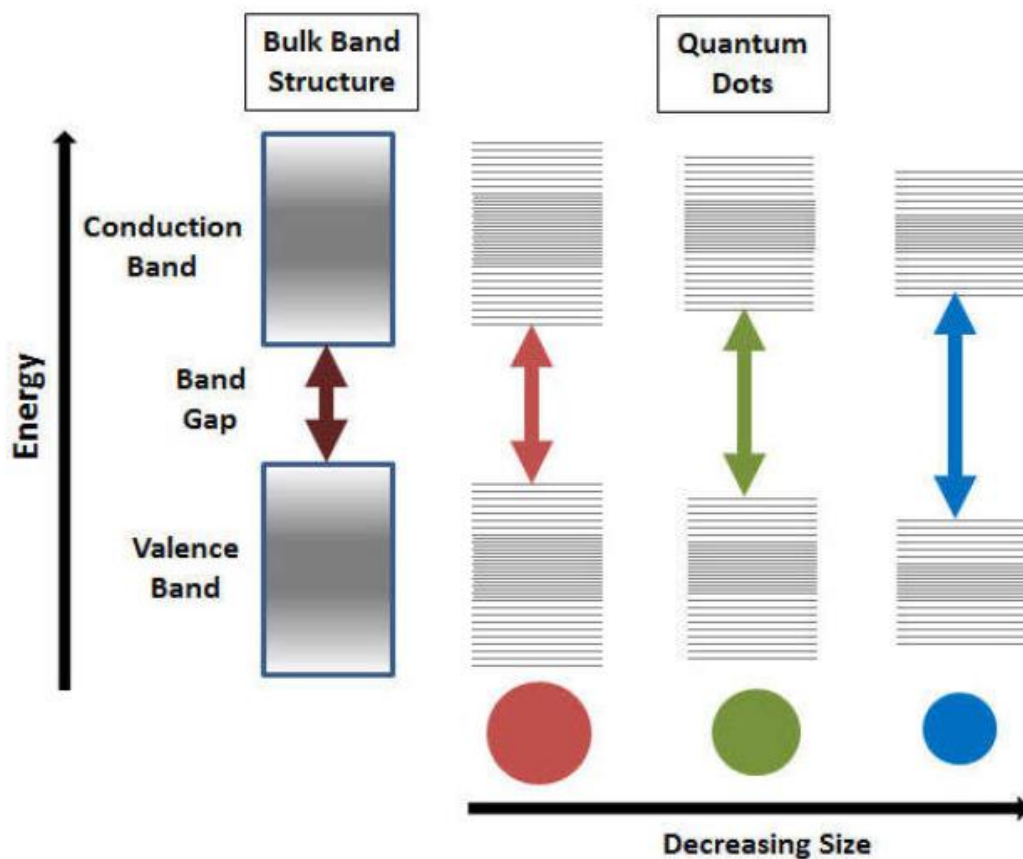 Bulk Band
Structure
Quantum
Dots
Conduction
Band
Band
Gap
Energy
Valence
Band
Decreasing Size